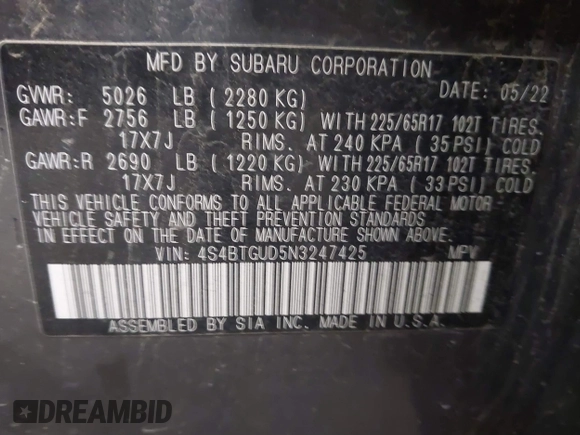 MFD BY SUBARU CORPORATION
GVWR: 5026 LB ( 2280 KG) DATE: 05/22
GAWR:F 2756 LB ( 1250 KG) WITH 225/65R17 102T TIRES,
17X7J RIMS, AT 240 KPA ( 35 PSI) COLD
GAWR:R 2690 LB ( 1220 KG) WITH 225/65R17 102T TIRES,
17X7J RIMS, AT 230 KPA ( 33 PSI) COLD
THIS VEHICLE CONFORMS TO ALL APPLICABLE FEDERAL MOTOR
VEHICLE SAFETY AND THEFT PREVENTION STANDARDS
IN EFFECT ON THE DATE OF MANUFACTURE SHOWN ABOVE.
VIN: 4S4BTGUD5N3247425 MPV
ASSEMBLED BY SIA INC. MADE IN U.S.A.
DREAMBID